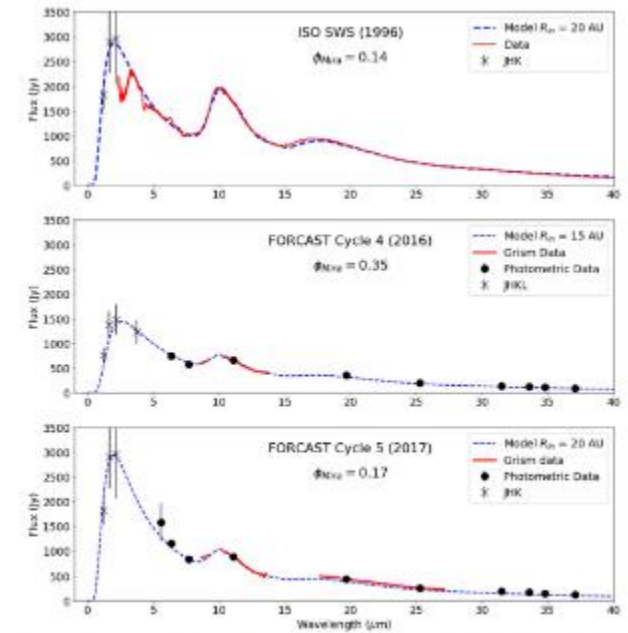 ISO SWS (1996)
ϕMira = 0.14
Model Rin = 20 AU
Data
JHK
Flux (Jy)
3500
3000
2500
2000
1500
1000
500
0
0 5 10 15 20 25 30 35 40
FORCAST Cycle 4 (2016)
ϕMira = 0.35
Model Rin = 15 AU
Grism Data
Photometric Data
JHKL
Flux (Jy)
3500
3000
2500
2000
1500
1000
500
0
0 5 10 15 20 25 30 35 40
FORCAST Cycle 5 (2017)
ϕMira = 0.17
Model Rin = 20 AU
Grism data
Photometric Data
JHK
Flux (Jy)
3500
3000
2500
2000
1500
1000
500
0
0 5 10 15 20 25 30 35 40
Wavelength (μm)